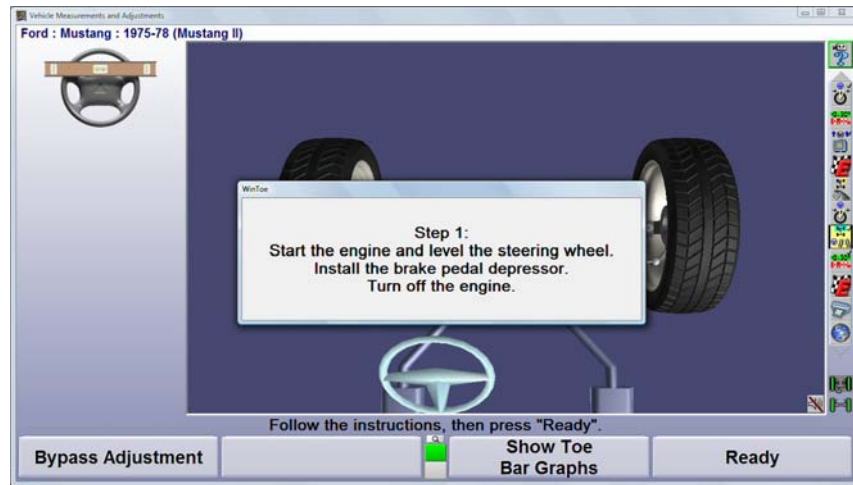 Vehicle Measurements and Adjustments
Ford : Mustang : 1975-78 (Mustang II)
WinToe
Step 1:
Start the engine and level the steering wheel.
Install the brake pedal depressor.
Turn off the engine.
Follow the instructions, then press "Ready".
Bypass Adjustment
Show Toe
Bar Graphs
Ready